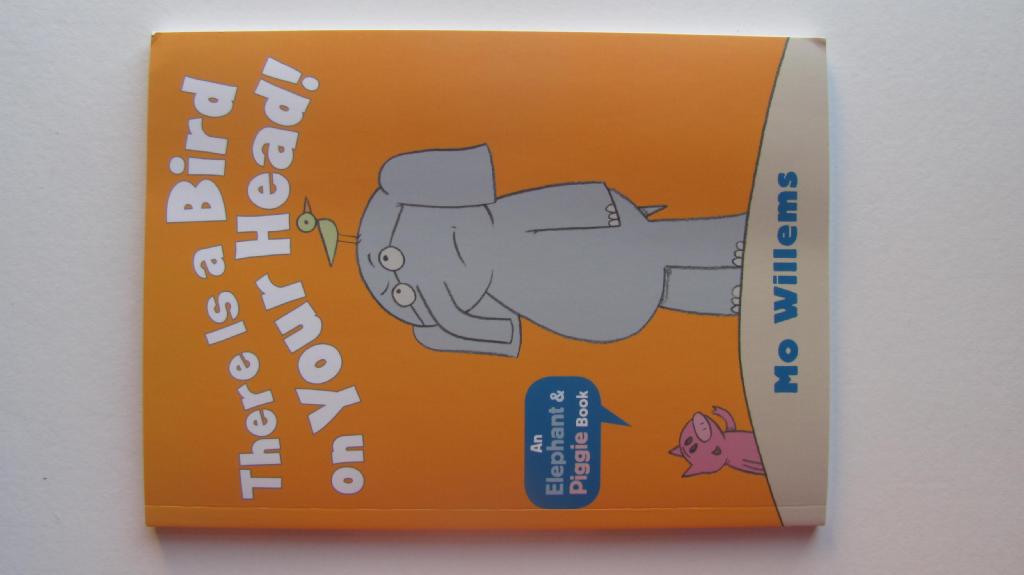 There Is a Bird
on Your Head!
An
Elephant &
Piggie Book
Mo Willems